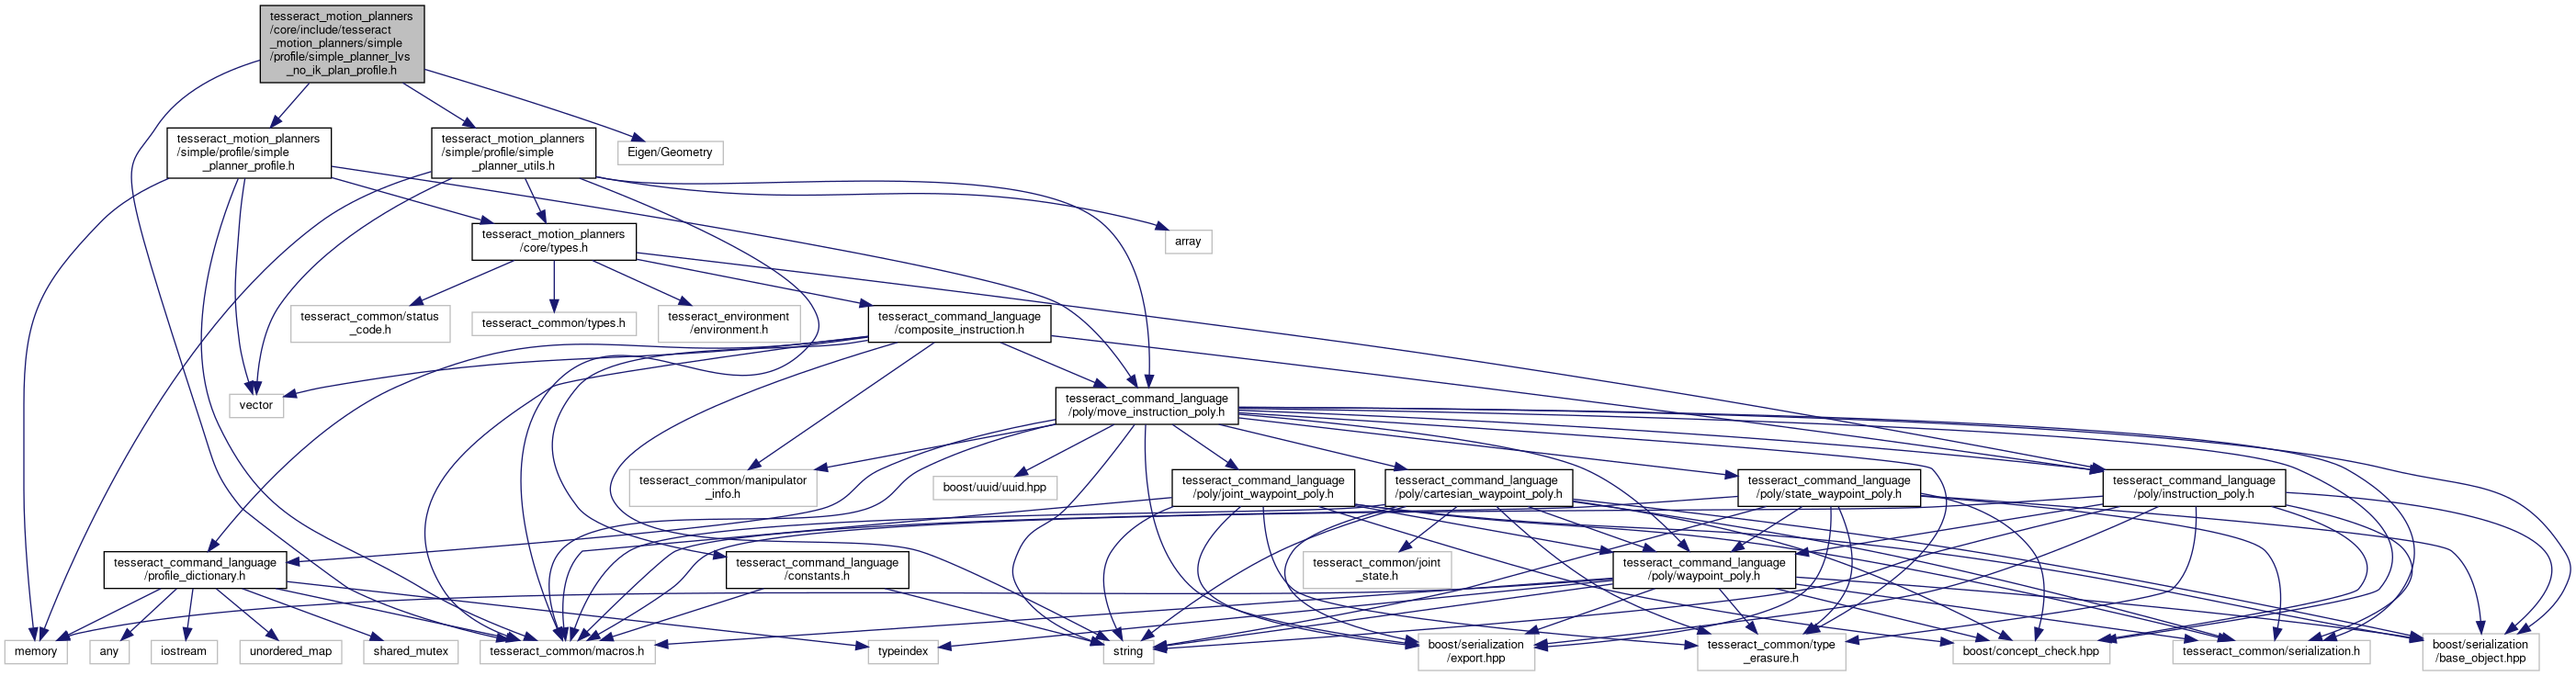 tesseract_motion_planners
/core/include/tesseract
_motion_planners/simple
/profile/simple_planner_lvs
_no_ik_plan_profile.h
tesseract_motion_planners
/simple/profile/simple
_planner_profile.h
tesseract_motion_planners
/simple/profile/simple
_planner_utils.h
Eigen/Geometry
tesseract_motion_planners
/core/types.h
array
tesseract_common/status
_code.h
tesseract_common/types.h
tesseract_environment
/environment.h
tesseract_command_language
/composite_instruction.h
vector
tesseract_command_language
/poly/move_instruction_poly.h
tesseract_common/manipulator
_info.h
boost/uuid/uuid.hpp
tesseract_command_language
/poly/joint_waypoint_poly.h
tesseract_command_language
/poly/cartesian_waypoint_poly.h
tesseract_command_language
/poly/state_waypoint_poly.h
tesseract_command_language
/poly/instruction_poly.h
tesseract_command_language
/profile_dictionary.h
tesseract_command_language
/constants.h
tesseract_common/joint
_state.h
tesseract_command_language
/poly/waypoint_poly.h
memory
any
iostream
unordered_map
shared_mutex
tesseract_common/macros.h
typeindex
string
boost/serialization
/export.hpp
tesseract_common/type
_erasure.h
boost/concept_check.hpp
tesseract_common/serialization.h
boost/serialization
/base_object.hpp